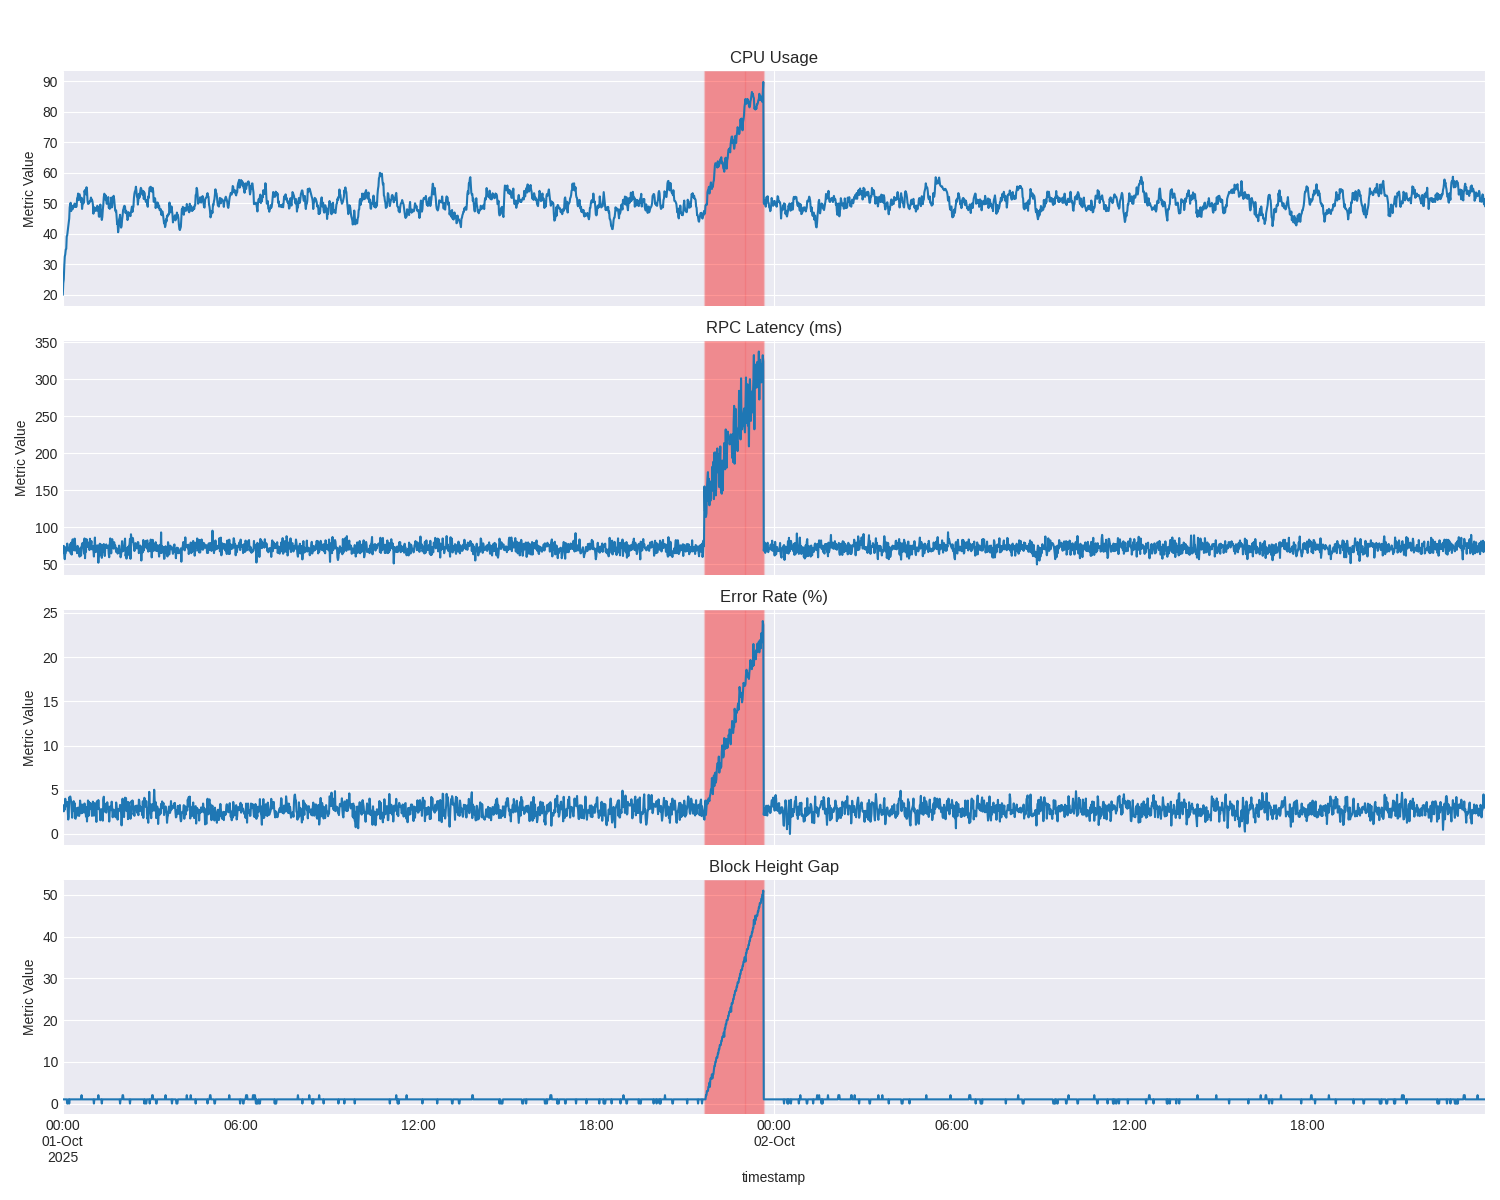 CPU Usage
90
80
70
60
50
40
30
20
Metric Value
RPC Latency (ms)
350
300
250
200
150
100
50
Metric Value
Error Rate (%)
25
20
15
10
5
0
Metric Value
Block Height Gap
50
40
30
20
10
0
Metric Value
00:00 06:00 12:00 18:00 00:00 06:00 12:00 18:00
01-Oct 02-Oct
2025
timestamp